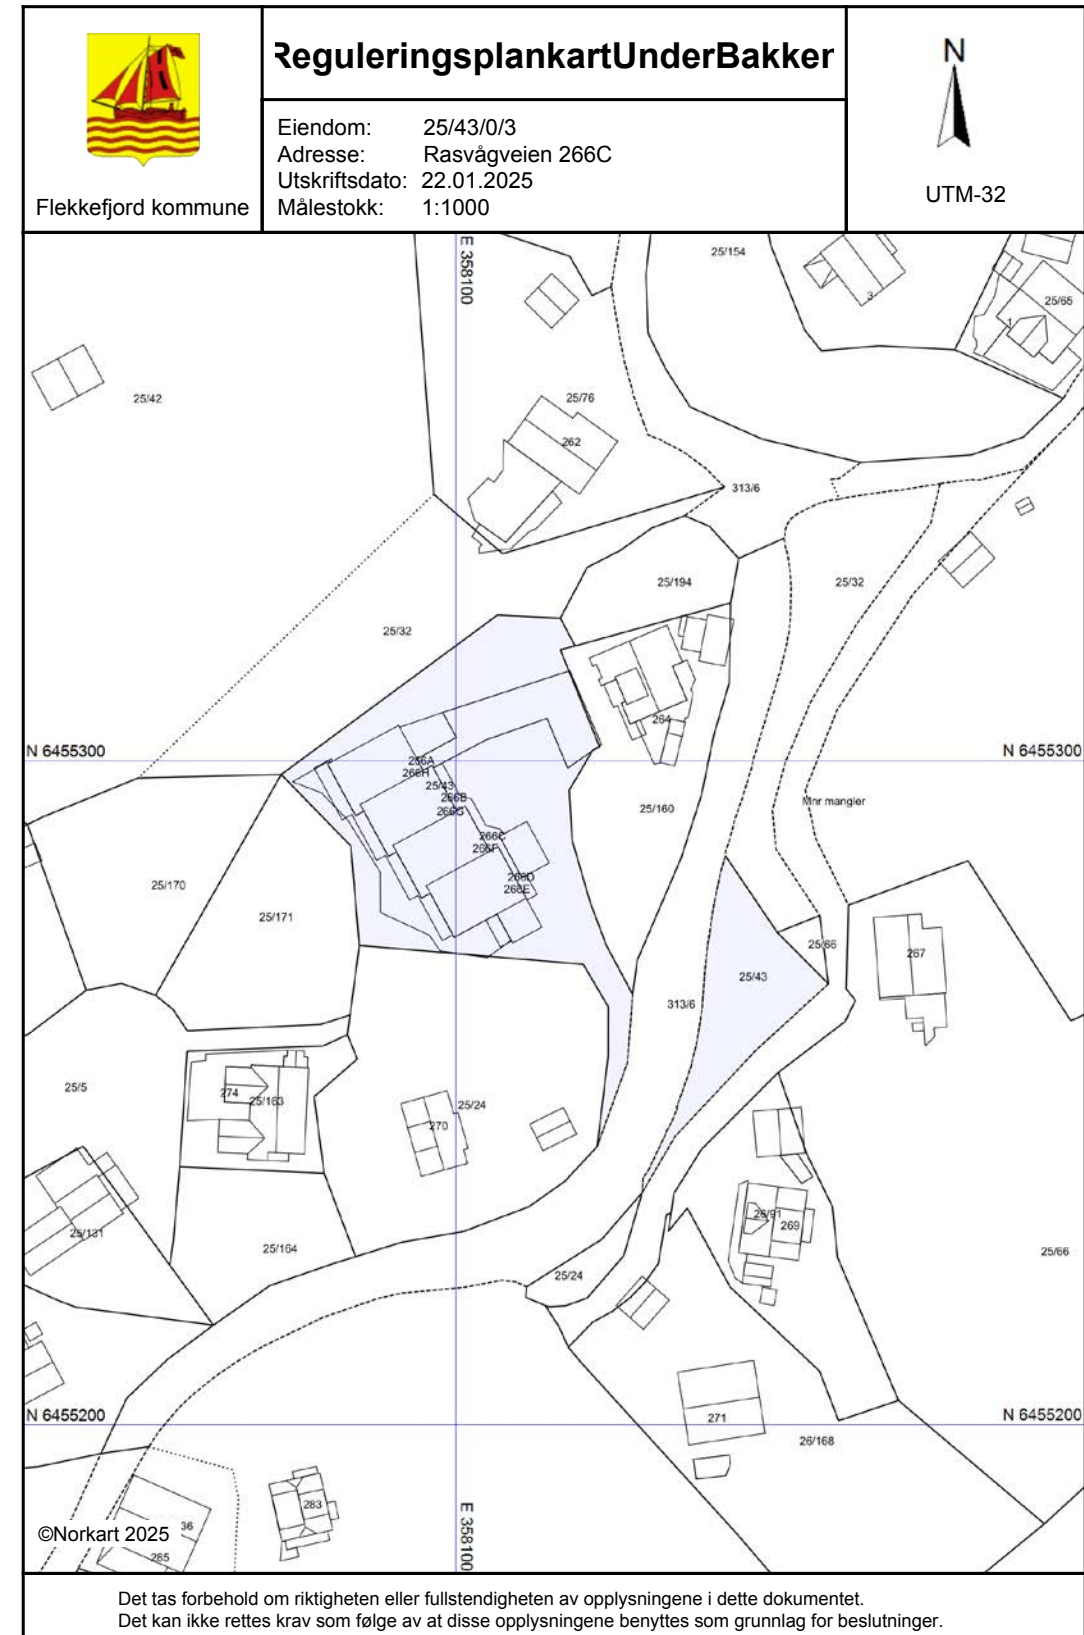 ReguleringsplankartUnderBakker
Eiendom: 25/43/0/3
Adresse: Rasvågveien 266C
Utskriftsdato: 22.01.2025
Målestokk: 1:1000
Flekkefjord kommune
N
UTM-32
E 358100
25/154
3
25/65
1
25/42
25/76
262
313/6
25/194
25/32
25/32
264
N 6455300
N 6455300
266A
266H
25/43
266B
266G
266C
266F
266D
266E
25/160
Mnr mangler
25/170
25/171
25/66
267
25/43
313/6
25/5
274
25/163
25/24
270
25/131
25/164
26/91
269
25/66
25/24
N 6455200
N 6455200
271
26/168
E 358100
283
©Norkart 2025
36
285
Det tas forbehold om riktigheten eller fullstendigheten av opplysningene i dette dokumentet.
Det kan ikke rettes krav som følge av at disse opplysningene benyttes som grunnlag for beslutninger.